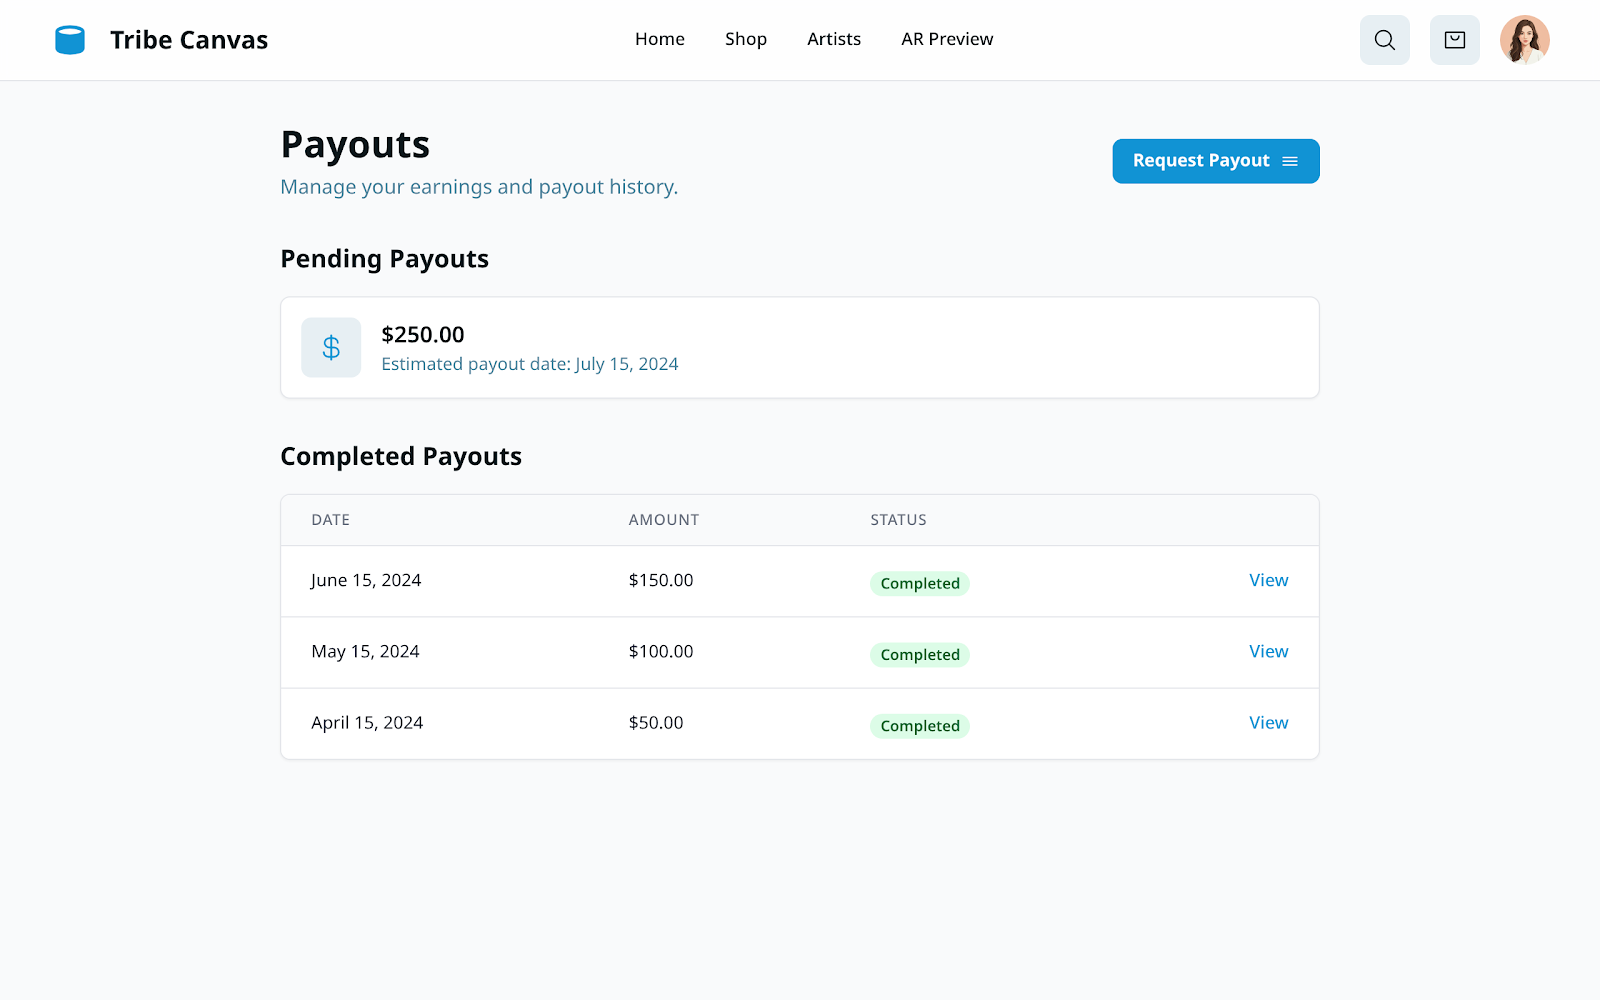 Tribe Canvas
Home
Shop
Artists
AR Preview
Payouts
Manage your earnings and payout history.
Request Payout
Pending Payouts
$
$250.00
Estimated payout date: July 15, 2024
Completed Payouts
DATE AMOUNT STATUS
June 15, 2024 $150.00 Completed View
May 15, 2024 $100.00 Completed View
April 15, 2024 $50.00 Completed View